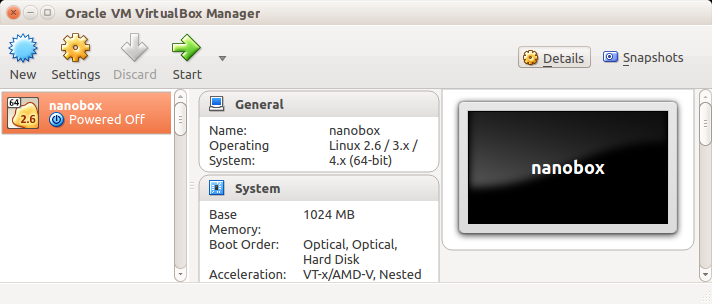 Oracle VM VirtualBox Manager
New
Settings
Discard
Start
Details
Snapshots
64
2.6
nanobox
Powered Off
General
Name: nanobox
Operating Linux 2.6 / 3.x /
System: 4.x (64-bit)
System
Base 1024 MB
Memory:
Boot Order: Optical, Optical,
Hard Disk
Acceleration: VT-x/AMD-V, Nested
nanobox